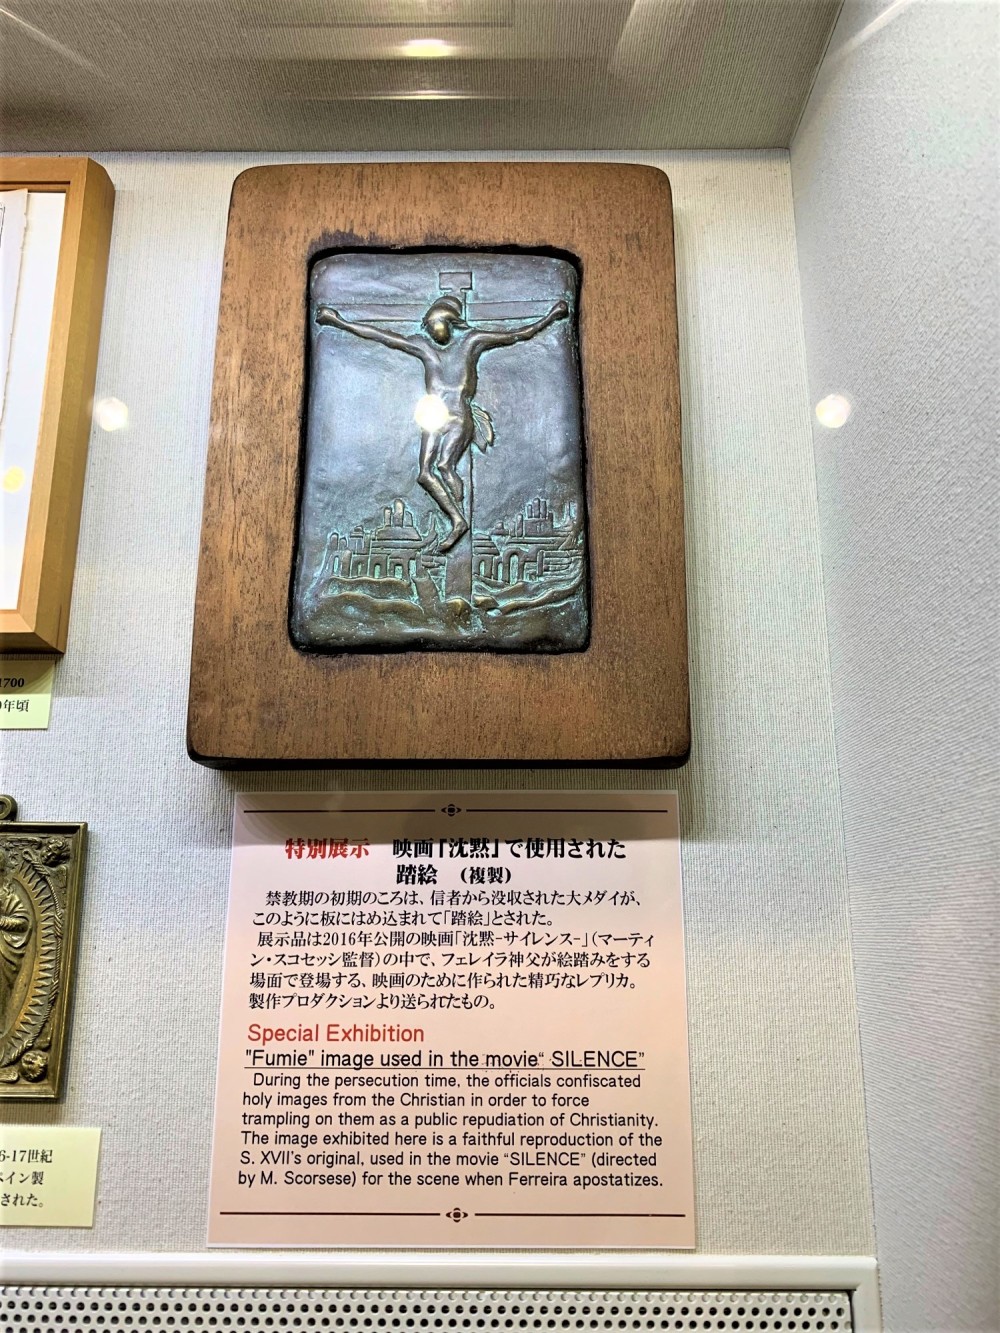 1700
年頃
特別展示 映画「沈黙」で使用された
踏絵 (複製)
禁教期の初期のころは、信者から没収された大メダイが、
このように板にはめ込まれて「踏絵」とされた。
展示品は2016年公開の映画「沈黙-サイレンス-」(マーティ
ン・スコセッシ監督)の中で、フェレイラ神父が絵踏みをする
場面で登場する、映画のために作られた精巧なレプリカ。
製作プロダクションより送られたもの。
Special Exhibition
"Fumie" image used in the movie“ SILENCE”
During the persecution time, the officials confiscated
holy images from the Christian in order to force
trampling on them as a public repudiation of Christianity.
The image exhibited here is a faithful reproduction of the
S. XVII's original, used in the movie “SILENCE” (directed
by M. Scorsese) for the scene when Ferreira apostatizes.
6-17世紀
イン製
された。